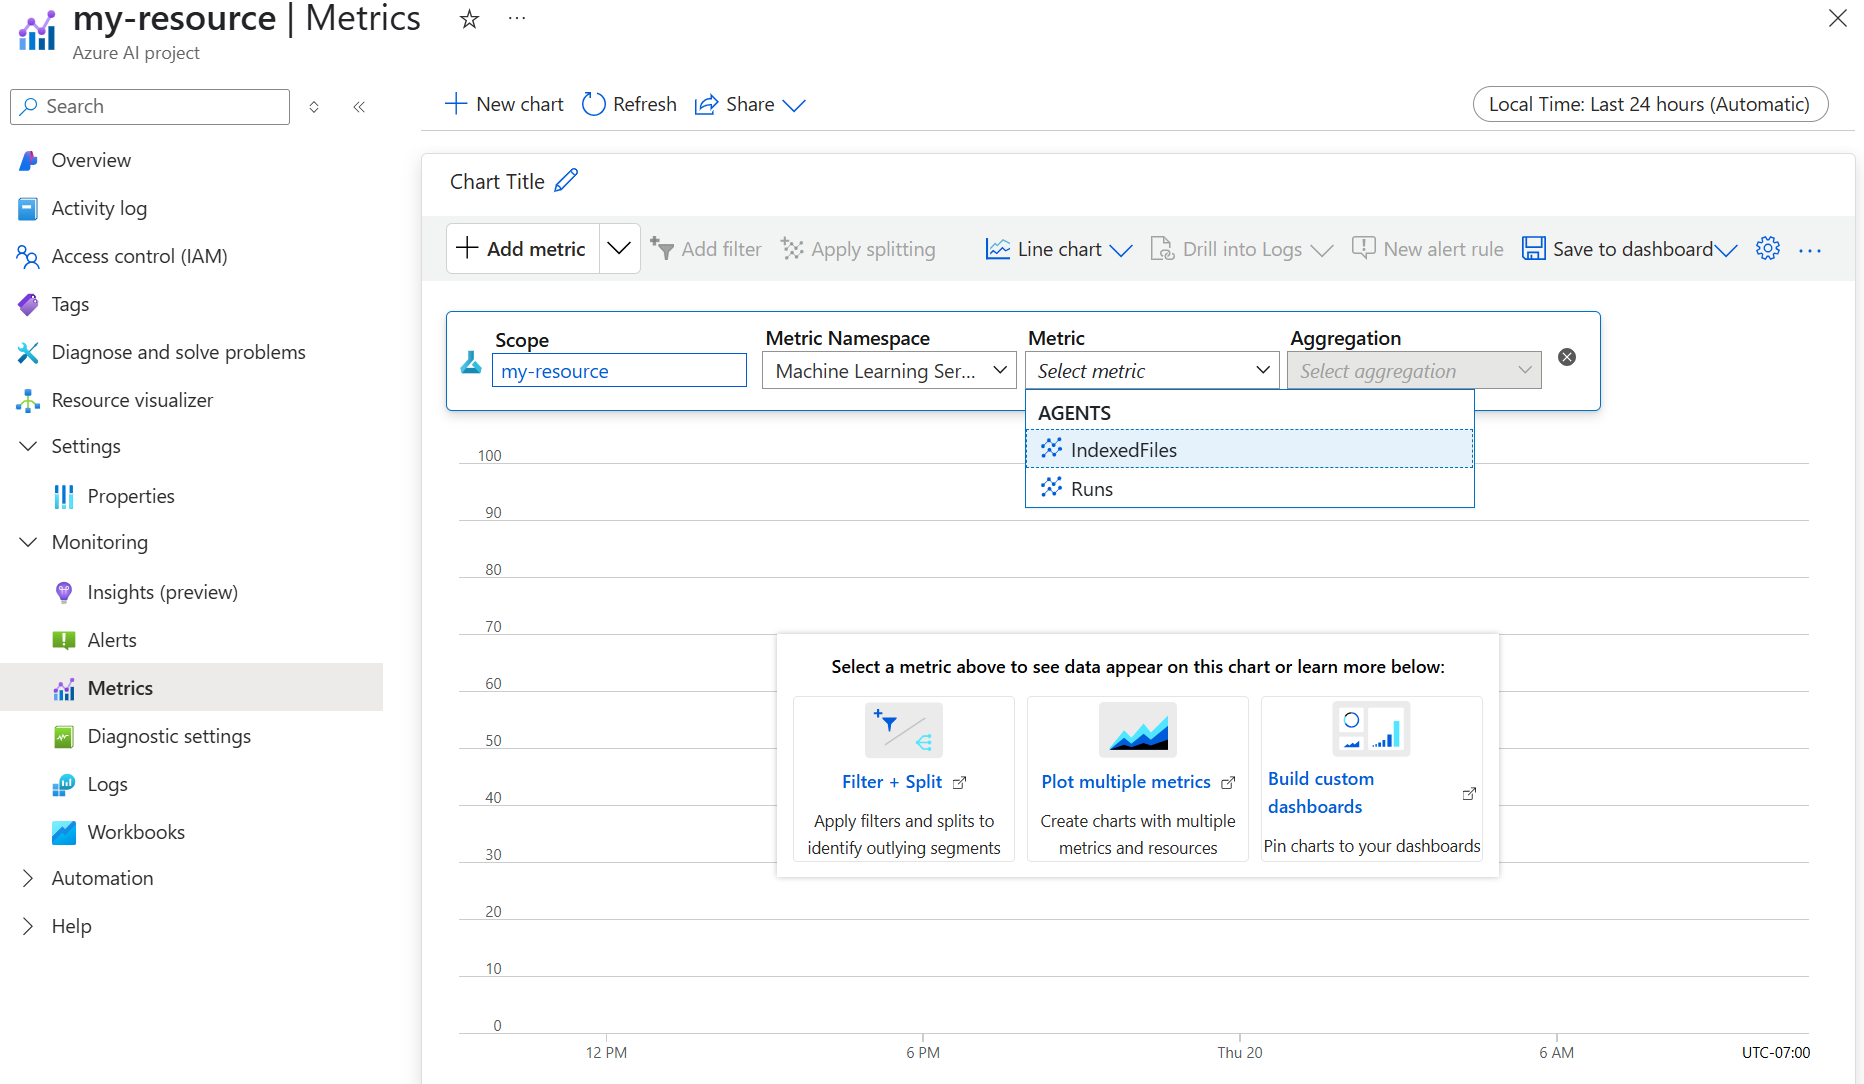 my-resource | Metrics
Azure AI project
Search
Overview
Activity log
Access control (IAM)
Tags
Diagnose and solve problems
Resource visualizer
Settings
Properties
Monitoring
Insights (preview)
Alerts
Metrics
Diagnostic settings
Logs
Workbooks
Automation
Help
New chart Refresh Share Local Time: Last 24 hours (Automatic)
Chart Title
Add metric Add filter Apply splitting Line chart Drill into Logs New alert rule Save to dashboard
Scope Metric Namespace Metric Aggregation
my-resource Machine Learning Ser... Select metric Select aggregation
AGENTS
IndexedFiles
Runs
100
90
80
70
60
50
40
30
20
10
0
Select a metric above to see data appear on this chart or learn more below:
Filter + Split
Apply filters and splits to
identify outlying segments
Plot multiple metrics
Create charts with multiple
metrics and resources
Build custom
dashboards
Pin charts to your dashboards
12 PM 6 PM Thu 20 6 AM UTC-07:00